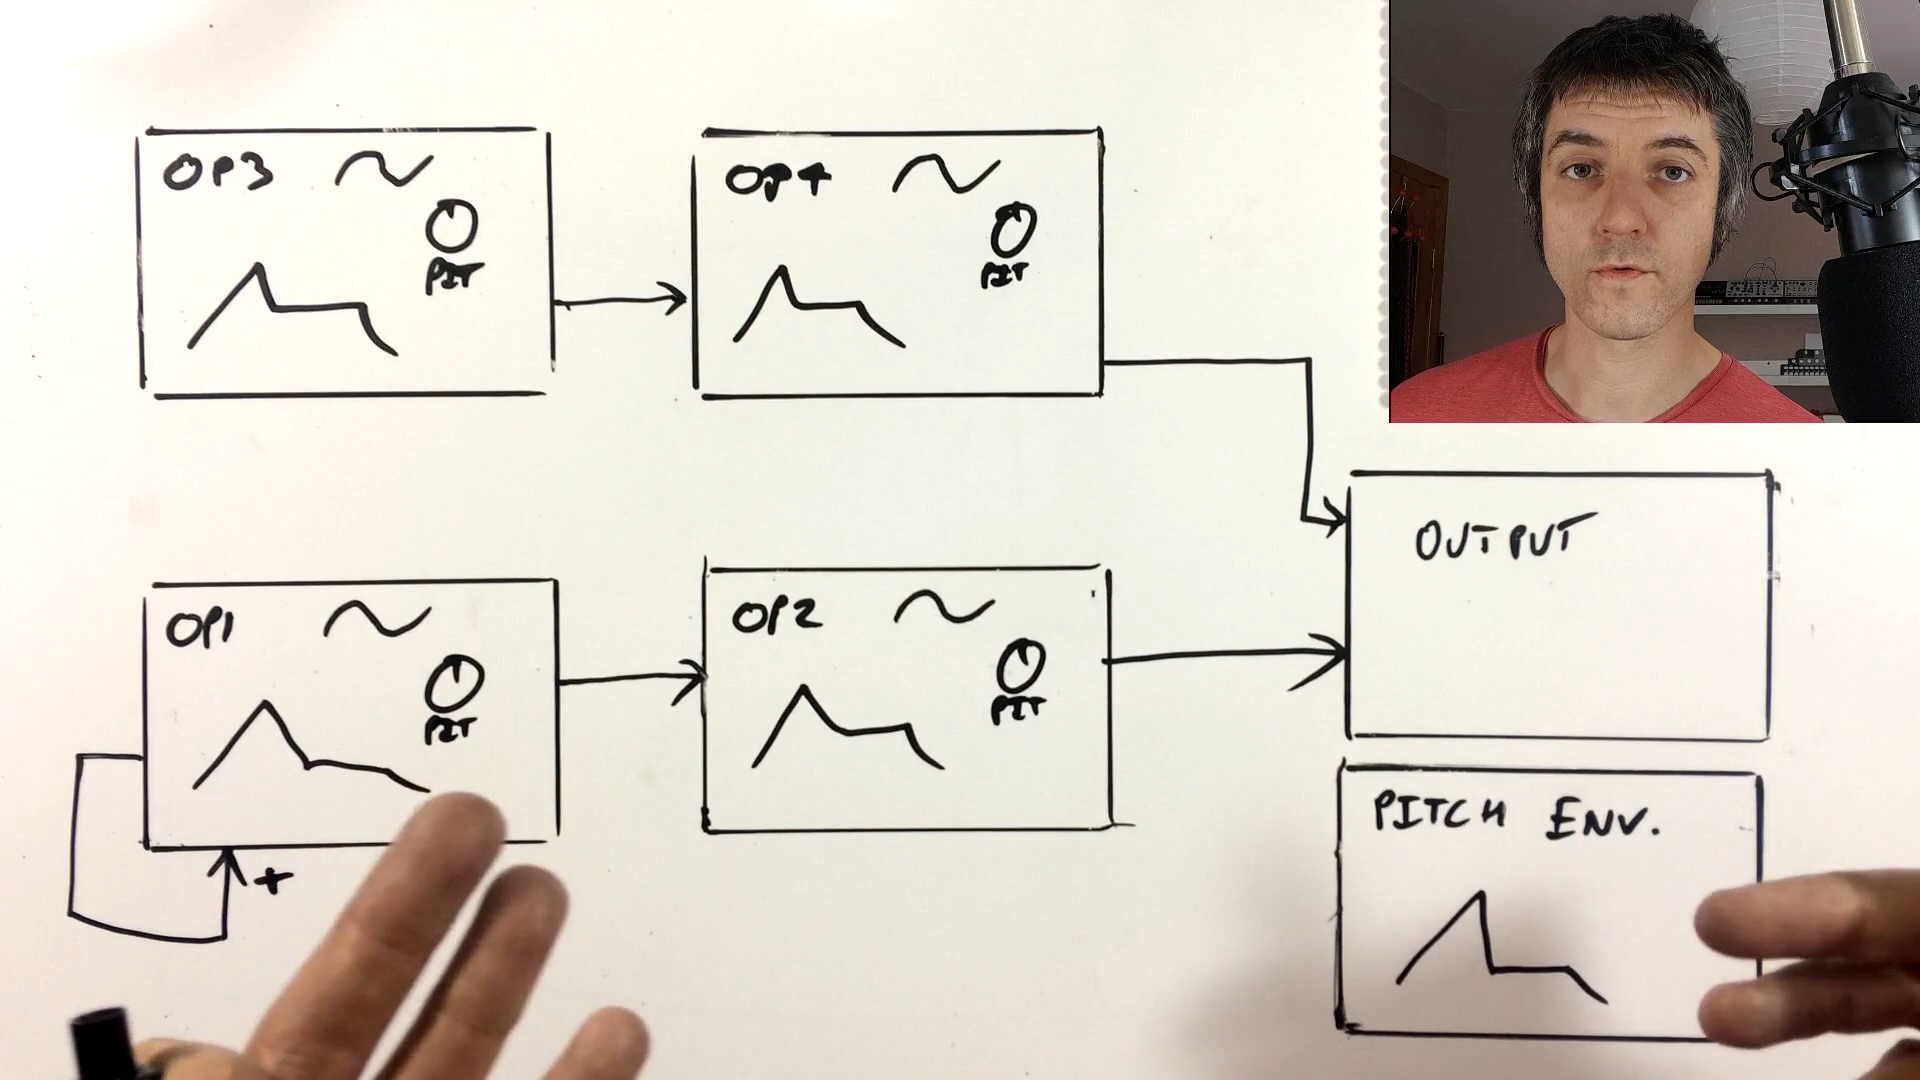 OP3
PIT
OP4
PIT
OUTPUT
OP1
PIT
+
OP2
PIT
PITCH ENV.